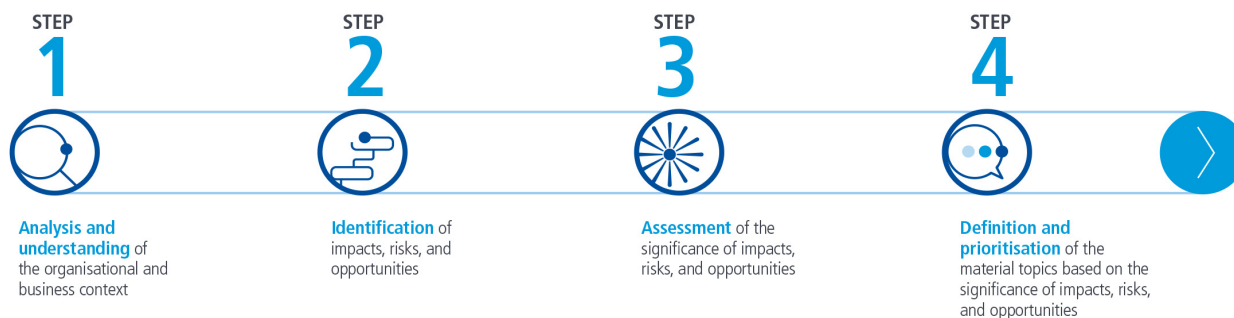 STEP
1
STEP
2
STEP
3
STEP
4
Analysis and
understanding of
the organisational and
business context
Identification of
impacts, risks, and
opportunities
Assessment of the
significance of impacts,
risks, and opportunities
Definition and
prioritisation of the
material topics based on the
significance of impacts, risks,
and opportunities